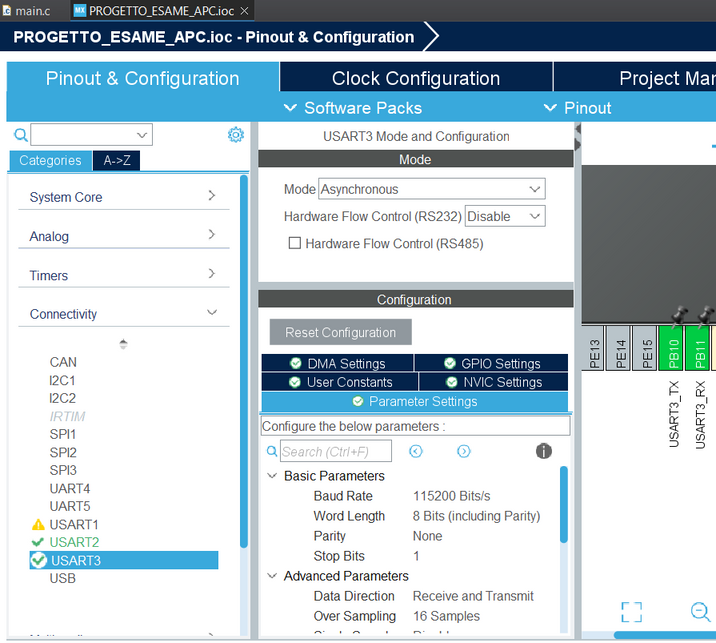 main.c
MX PROGETTO_ESAME_APC.ioc
PROGETTO_ESAME_APC.ioc - Pinout & Configuration
Pinout & Configuration
Clock Configuration
Project Mar
Software Packs
Pinout
Categories
A->Z
System Core
Analog
Timers
Connectivity
CAN
I2C1
I2C2
IRTIM
SPI1
SPI2
SPI3
UART4
UART5
USART1
USART2
USART3
USB
USART3 Mode and Configuration
Mode
Mode Asynchronous
Hardware Flow Control (RS232) Disable
Hardware Flow Control (RS485)
Configuration
Reset Configuration
DMA Settings
GPIO Settings
User Constants
NVIC Settings
Parameter Settings
Configure the below parameters :
Search (Ctrl+F)
Basic Parameters
Baud Rate 115200 Bits/s
Word Length 8 Bits (including Parity)
Parity None
Stop Bits 1
Advanced Parameters
Data Direction Receive and Transmit
Over Sampling 16 Samples
PE13
PE14
PE15
PB10
PB11
USART3_TX
USART3_RX